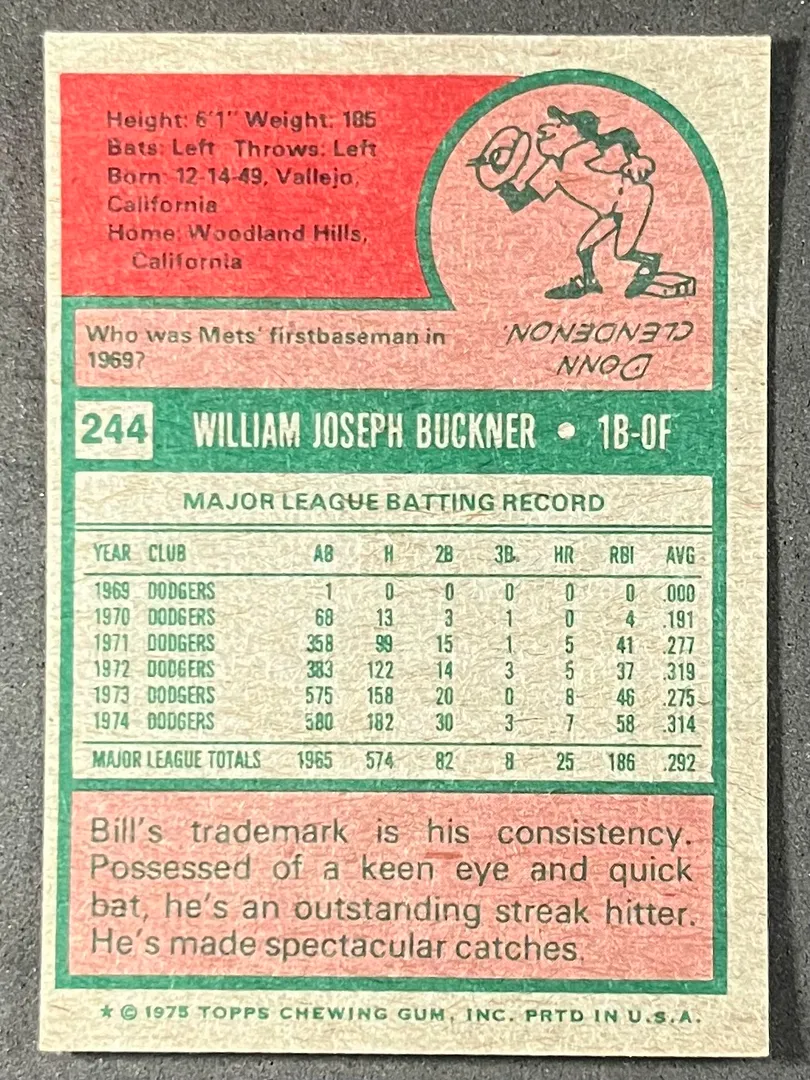 Height: 6'1" Weight: 185
Bats: Left Throws: Left
Born: 12-14-49, Vallejo,
California
Home: Woodland Hills,
California
Who was Mets' firstbaseman in
1969?
DONN
CLENDENON.
244 WILLIAM JOSEPH BUCKNER • 1B-OF
MAJOR LEAGUE BATTING RECORD
YEAR CLUB AB H 2B 3B. HR RBI AVG
1969 DODGERS 1 0 0 0 0 0 .000
1970 DODGERS 68 13 3 1 0 4 .191
1971 DODGERS 358 99 15 1 5 41 .277
1972 DODGERS 383 122 14 3 5 37 .319
1973 DODGERS 575 158 20 0 8 46 .275
1974 DODGERS 580 182 30 3 7 58 .314
MAJOR LEAGUE TOTALS 1965 574 82 8 25 186 .292
Bill's trademark is his consistency.
Possessed of a keen eye and quick
bat, he's an outstanding streak hitter.
He's made spectacular catches.
★ © 1975 TOPPS CHEWING GUM, INC. PRTD IN U.S.A.